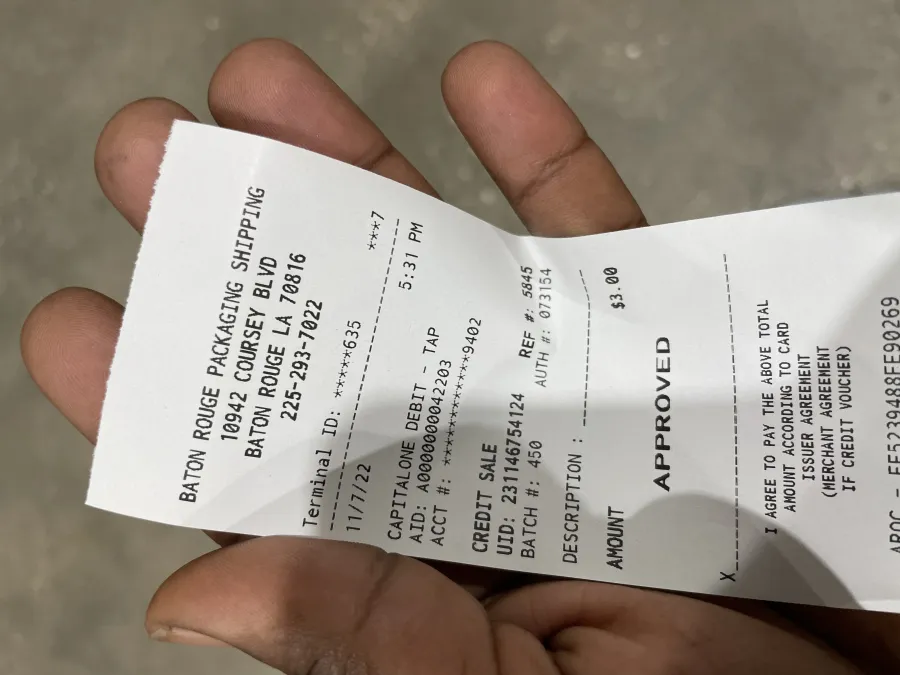 BATON ROUGE PACKAGING SHIPPING
10942 COURSEY BLVD
BATON ROUGE LA 70816
225-293-7022
Terminal ID: *****635 ***7
11/7/22 5:31 PM
CAPITALONE DEBIT - TAP
AID: A0000000042203
ACCT #: ************9402
CREDIT SALE
UID: 231146754124 REF #: 5845
BATCH #: 450 AUTH #: 073154
DESCRIPTION :
AMOUNT $3.00
APPROVED
X
I AGREE TO PAY THE ABOVE TOTAL
AMOUNT ACCORDING TO CARD
ISSUER AGREEMENT
(MERCHANT AGREEMENT
IF CREDIT VOUCHER)
ARQC - FF5239488FE90269